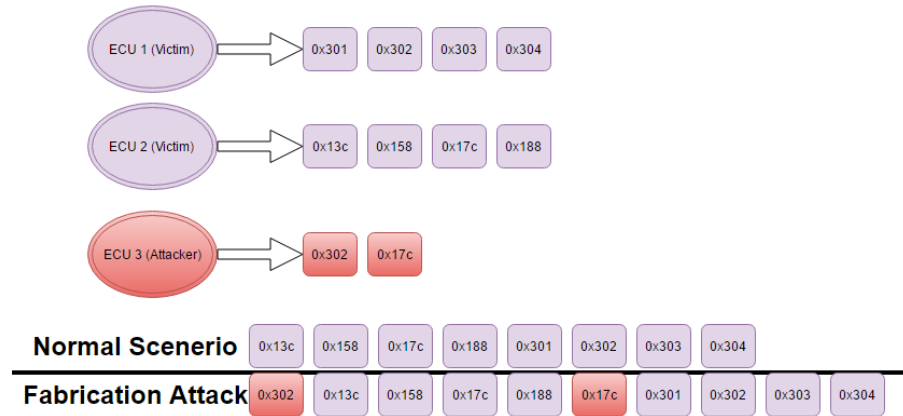 ECU 1 (Victim) 0x301 0x302 0x303 0x304
ECU 2 (Victim) 0x13c 0x158 0x17c 0x188
ECU 3 (Attacker) 0x302 0x17c
Normal Scenerio 0x13c 0x158 0x17c 0x188 0x301 0x302 0x303 0x304
Fabrication Attack 0x302 0x13c 0x158 0x17c 0x188 0x17c 0x301 0x302 0x303 0x304